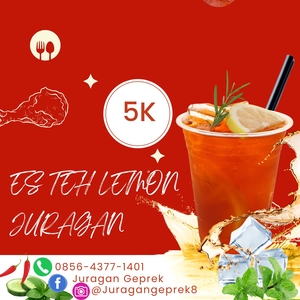 5K
ES TEH LEMON
JURAGAN
0856-4377-1401
Juragan Geprek
@Juragangeprek8